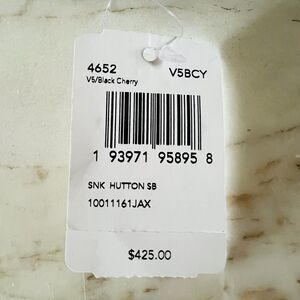 4652 V5BCY
V5/Black Cherry
1 93971 95895 8
SNK HUTTON SB
10011161JAX
$425.00